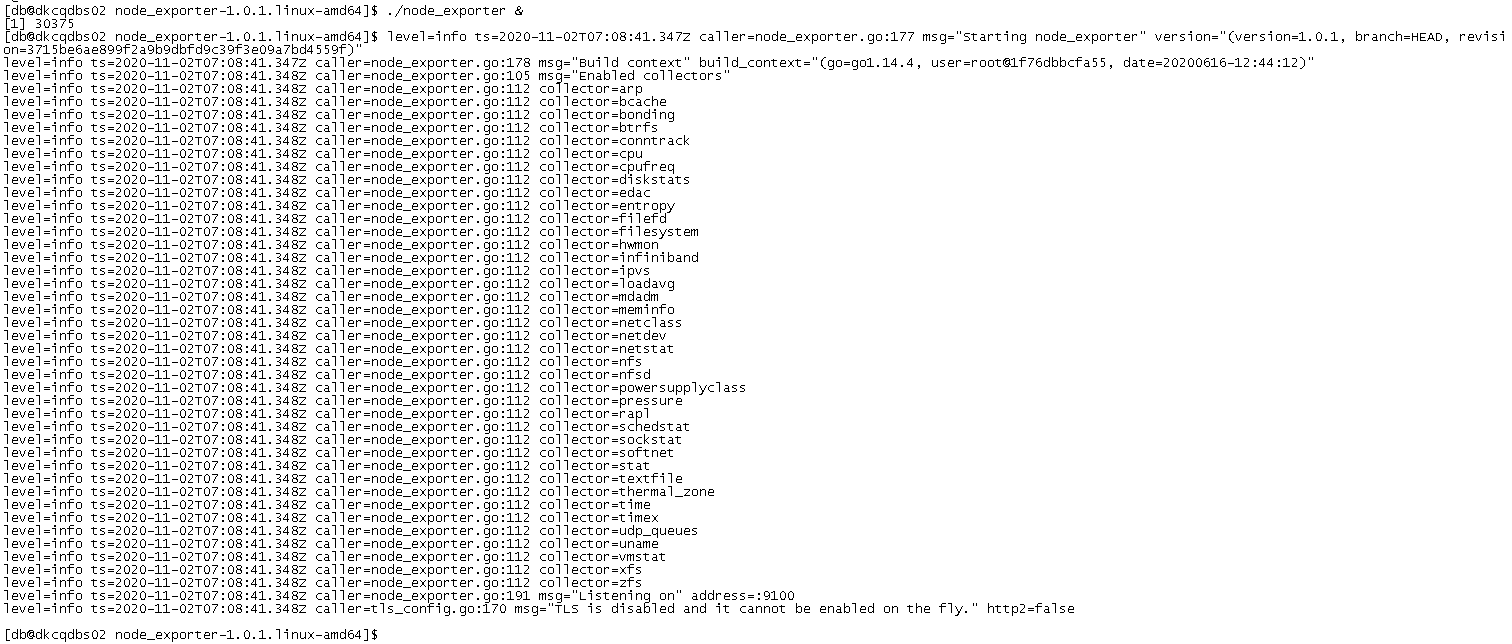 [db@dkcqdbs02 node_exporter-1.0.1.linux-amd64]$ ./node_exporter &
[1] 30375
[db@dkcqdbs02 node_exporter-1.0.1.linux-amd64]$ level=info ts=2020-11-02T07:08:41.347Z caller=node_exporter.go:177 msg="Starting node_exporter" version="(version=1.0.1, branch=HEAD, revisi
on=3715be6ae899f2a9b9dbfd9c39f3e09a7bd4559f)"
level=info ts=2020-11-02T07:08:41.347Z caller=node_exporter.go:178 msg="Build context" build_context="(go=go1.14.4, user=root@1f76dbbcfa55, date=20200616-12:44:12)"
level=info ts=2020-11-02T07:08:41.348Z caller=node_exporter.go:105 msg="Enabled collectors"
level=info ts=2020-11-02T07:08:41.348Z caller=node_exporter.go:112 collector=arp
level=info ts=2020-11-02T07:08:41.348Z caller=node_exporter.go:112 collector=bcache
level=info ts=2020-11-02T07:08:41.348Z caller=node_exporter.go:112 collector=bonding
level=info ts=2020-11-02T07:08:41.348Z caller=node_exporter.go:112 collector=btrfs
level=info ts=2020-11-02T07:08:41.348Z caller=node_exporter.go:112 collector=conntrack
level=info ts=2020-11-02T07:08:41.348Z caller=node_exporter.go:112 collector=cpu
level=info ts=2020-11-02T07:08:41.348Z caller=node_exporter.go:112 collector=cpufreq
level=info ts=2020-11-02T07:08:41.348Z caller=node_exporter.go:112 collector=diskstats
level=info ts=2020-11-02T07:08:41.348Z caller=node_exporter.go:112 collector=edac
level=info ts=2020-11-02T07:08:41.348Z caller=node_exporter.go:112 collector=entropy
level=info ts=2020-11-02T07:08:41.348Z caller=node_exporter.go:112 collector=filefd
level=info ts=2020-11-02T07:08:41.348Z caller=node_exporter.go:112 collector=filesystem
level=info ts=2020-11-02T07:08:41.348Z caller=node_exporter.go:112 collector=hwmon
level=info ts=2020-11-02T07:08:41.348Z caller=node_exporter.go:112 collector=infiniband
level=info ts=2020-11-02T07:08:41.348Z caller=node_exporter.go:112 collector=ipvs
level=info ts=2020-11-02T07:08:41.348Z caller=node_exporter.go:112 collector=loadavg
level=info ts=2020-11-02T07:08:41.348Z caller=node_exporter.go:112 collector=mdadm
level=info ts=2020-11-02T07:08:41.348Z caller=node_exporter.go:112 collector=meminfo
level=info ts=2020-11-02T07:08:41.348Z caller=node_exporter.go:112 collector=netclass
level=info ts=2020-11-02T07:08:41.348Z caller=node_exporter.go:112 collector=netdev
level=info ts=2020-11-02T07:08:41.348Z caller=node_exporter.go:112 collector=netstat
level=info ts=2020-11-02T07:08:41.348Z caller=node_exporter.go:112 collector=nfs
level=info ts=2020-11-02T07:08:41.348Z caller=node_exporter.go:112 collector=nfsd
level=info ts=2020-11-02T07:08:41.348Z caller=node_exporter.go:112 collector=powersupplyclass
level=info ts=2020-11-02T07:08:41.348Z caller=node_exporter.go:112 collector=pressure
level=info ts=2020-11-02T07:08:41.348Z caller=node_exporter.go:112 collector=rapl
level=info ts=2020-11-02T07:08:41.348Z caller=node_exporter.go:112 collector=schedstat
level=info ts=2020-11-02T07:08:41.348Z caller=node_exporter.go:112 collector=sockstat
level=info ts=2020-11-02T07:08:41.348Z caller=node_exporter.go:112 collector=softnet
level=info ts=2020-11-02T07:08:41.348Z caller=node_exporter.go:112 collector=stat
level=info ts=2020-11-02T07:08:41.348Z caller=node_exporter.go:112 collector=textfile
level=info ts=2020-11-02T07:08:41.348Z caller=node_exporter.go:112 collector=thermal_zone
level=info ts=2020-11-02T07:08:41.348Z caller=node_exporter.go:112 collector=time
level=info ts=2020-11-02T07:08:41.348Z caller=node_exporter.go:112 collector=timex
level=info ts=2020-11-02T07:08:41.348Z caller=node_exporter.go:112 collector=udp_queues
level=info ts=2020-11-02T07:08:41.348Z caller=node_exporter.go:112 collector=uname
level=info ts=2020-11-02T07:08:41.348Z caller=node_exporter.go:112 collector=vmstat
level=info ts=2020-11-02T07:08:41.348Z caller=node_exporter.go:112 collector=xfs
level=info ts=2020-11-02T07:08:41.348Z caller=node_exporter.go:112 collector=zfs
level=info ts=2020-11-02T07:08:41.348Z caller=node_exporter.go:191 msg="Listening on" address=:9100
level=info ts=2020-11-02T07:08:41.348Z caller=tls_config.go:170 msg="TLS is disabled and it cannot be enabled on the fly." http2=false
[db@dkcqdbs02 node_exporter-1.0.1.linux-amd64]$